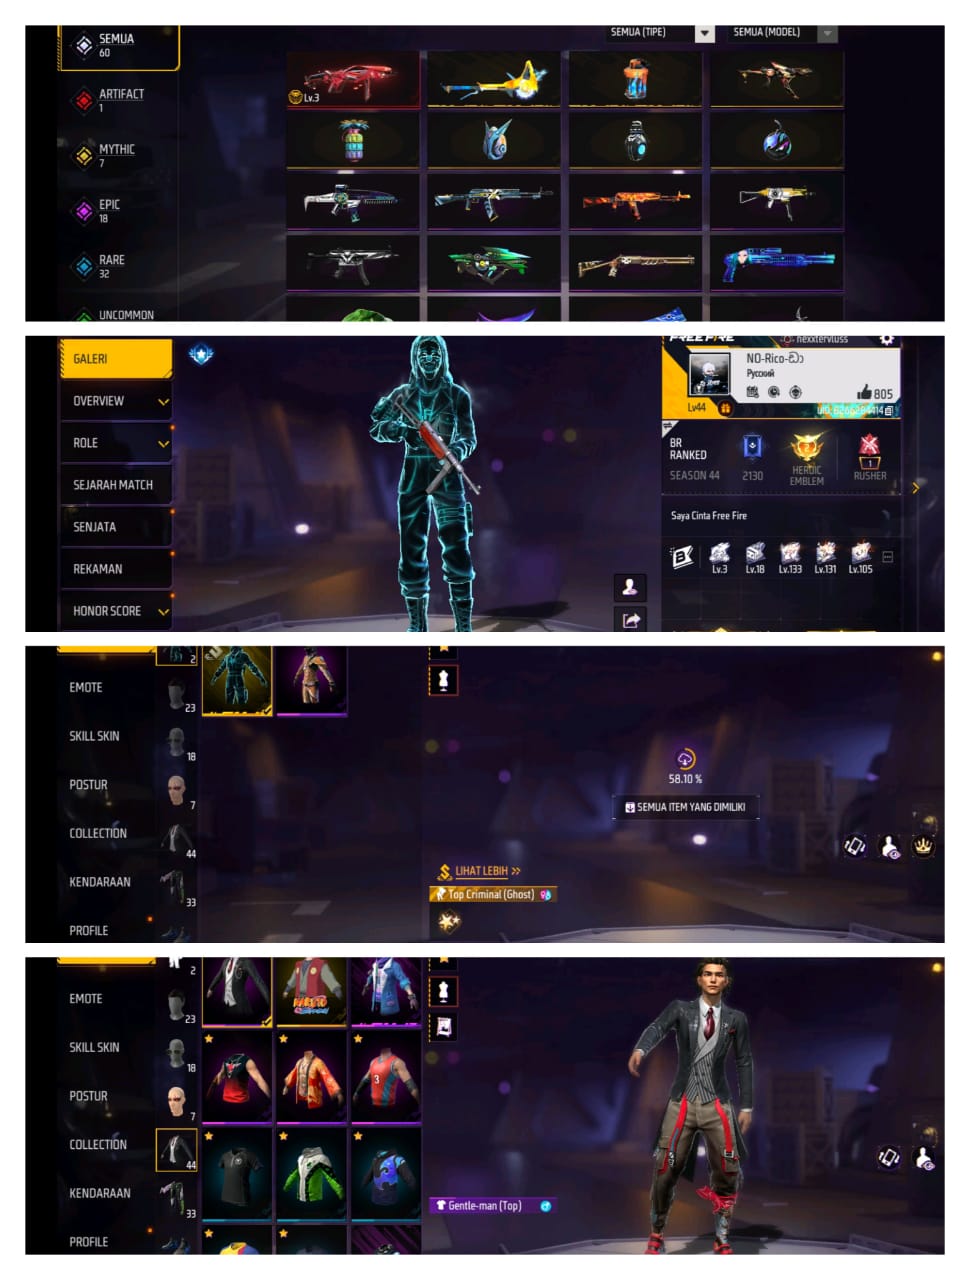 SEMUA
60
SEMUA (TIPE)
SEMUA (MODEL)
ARTIFACT
1
MYTHIC
7
EPIC
18
RARE
32
UNCOMMON
Lv.3
GALERI
OVERVIEW
ROLE
SEJARAH MATCH
SENJATA
REKAMAN
HONOR SCORE
FREE FIRE
nexxtervluss
Русский
Lv44
805
BR
RANKED
SEASON 44
2130
HEROIC
EMBLEM
1
RUSHER
Saya Cinta Free Fire
Lv.3
Lv.18
Lv.133
Lv.131
Lv.105
2
EMOTE
23
SKILL SKIN
18
POSTUR
7
COLLECTION
44
KENDARAAN
33
PROFILE
58.10 %
SEMUA ITEM YANG DIMILIKI
LIHAT LEBIH >>
Top Criminal (Ghost)
2
EMOTE
23
SKILL SKIN
18
POSTUR
7
COLLECTION
44
KENDARAAN
33
PROFILE
NARUTO
3
Gentle-man (Top)